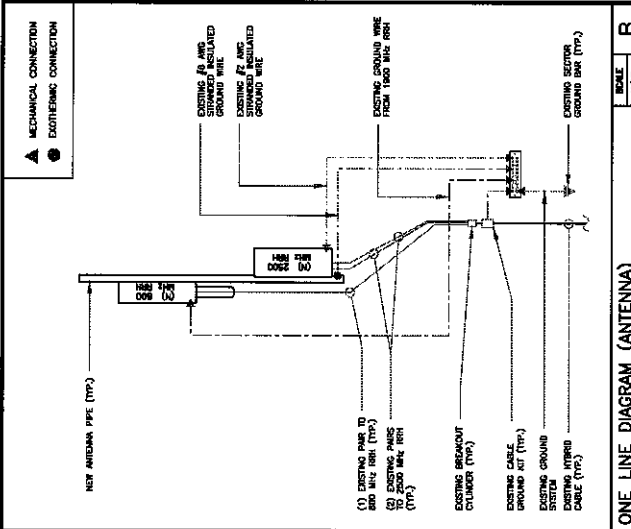 MECHANICAL CONNECTION
EXOTHERMIC CONNECTION
NEW ANTENNA PIPE (TYP.)
(N) 800
MHz RRH
(N) 2500
MHz RRH
EXISTING #8 AWG
STRANDED INSULATED
GROUND WIRE
EXISTING #2 AWG
STRANDED INSULATED
GROUND WIRE
EXISTING GROUND WIRE
FROM 1900 MHz RRH
(1) EXISTING PAIR TO
800 MHz RRH (TYP.)
(2) EXISTING PAIRS
TO 2500 MHz RRH
(TYP.)
EXISTING BREAKOUT
CYLINDER (TYP.)
EXISTING CABLE
GROUND KIT (TYP.)
EXISTING GROUND
SYSTEM
EXISTING HYBRID
CABLE (TYP.)
EXISTING SECTOR
GROUND BAR (TYP.)
ONE LINE DIAGRAM (ANTENNA)
SCALE